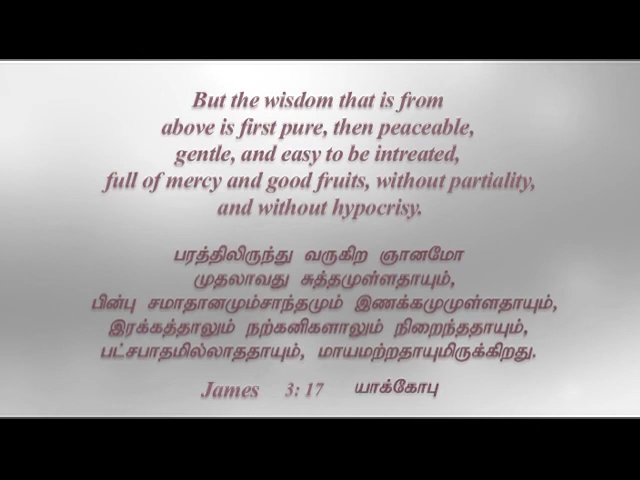 But the wisdom that is from
above is first pure, then peaceable,
gentle, and easy to be intreated,
full of mercy and good fruits, without partiality,
and without hypocrisy.
பரத்திலிருந்து வருகிற ஞானமோ
முதலாவது சுத்தமுள்ளதாயும்,
பின்பு சமாதானமும்சாந்தமும் இணக்கமுமுள்ளதாயும்,
இரக்கத்தாலும் நற்கனிகளாலும் நிறைந்ததாயும்,
பட்சபாதமில்லாததாயும், மாயமற்றதாயுமிருக்கிறது.
James 3: 17 யாக்கோபு